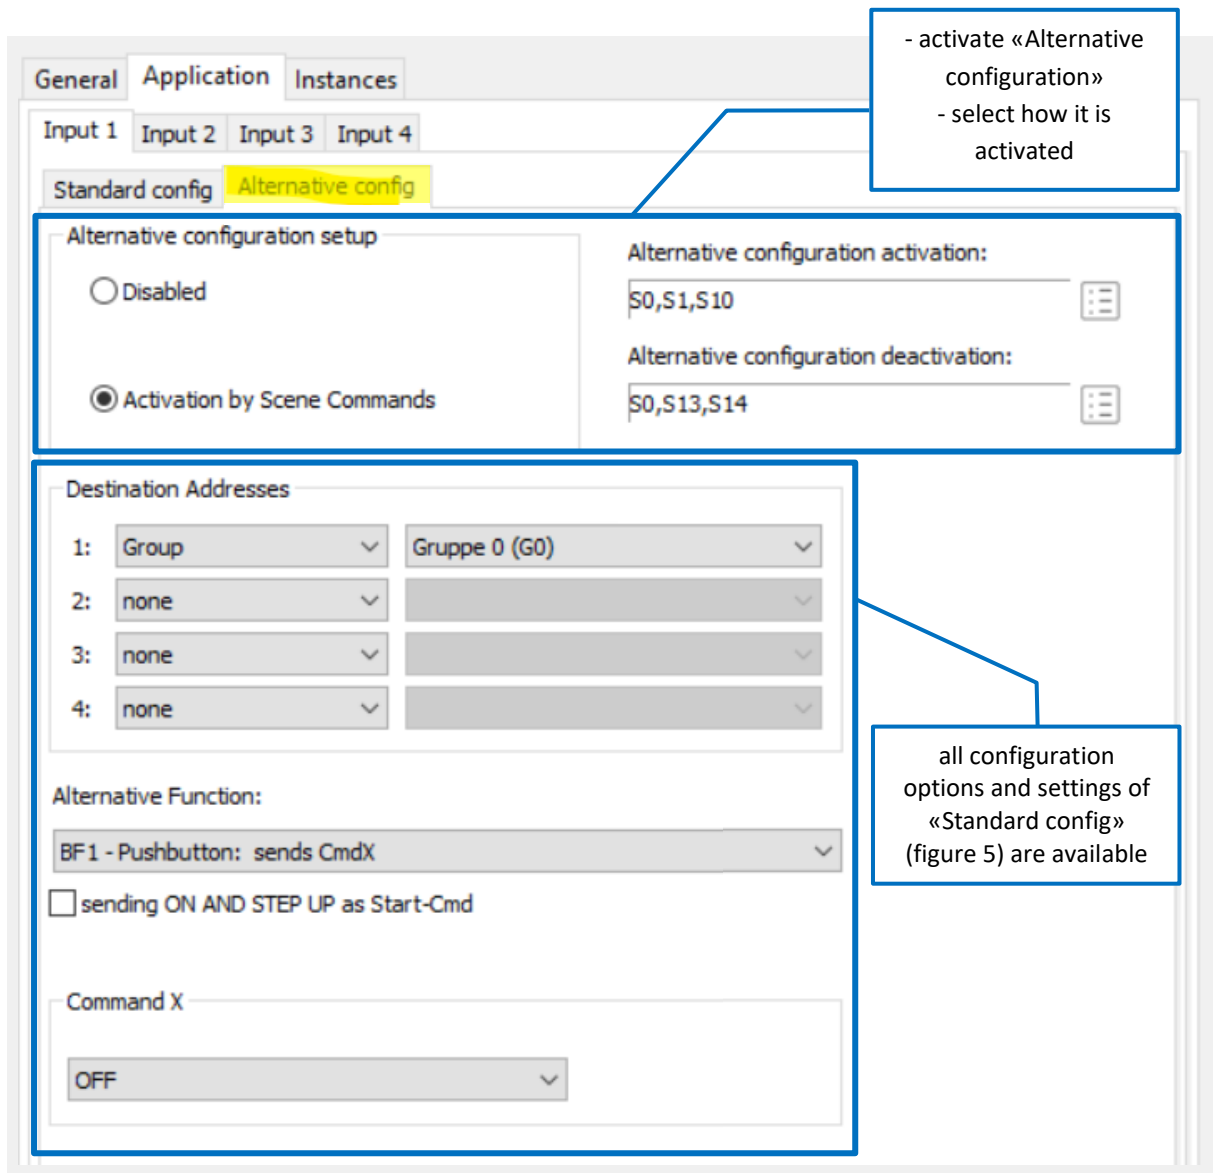 - activate «Alternative
configuration»
- select how it is
activated
General Application Instances
Input 1 Input 2 Input 3 Input 4
Standard config Alternative config
Alternative configuration setup
Disabled
Activation by Scene Commands
Alternative configuration activation:
S0,S1,S10
Alternative configuration deactivation:
S0,S13,S14
Destination Addresses
1: Group Gruppe 0 (G0)
2: none
3: none
4: none
all configuration
options and settings of
«Standard config»
(figure 5) are available
Alternative Function:
BF1 - Pushbutton: sends CmdX
sending ON AND STEP UP as Start-Cmd
Command X
OFF